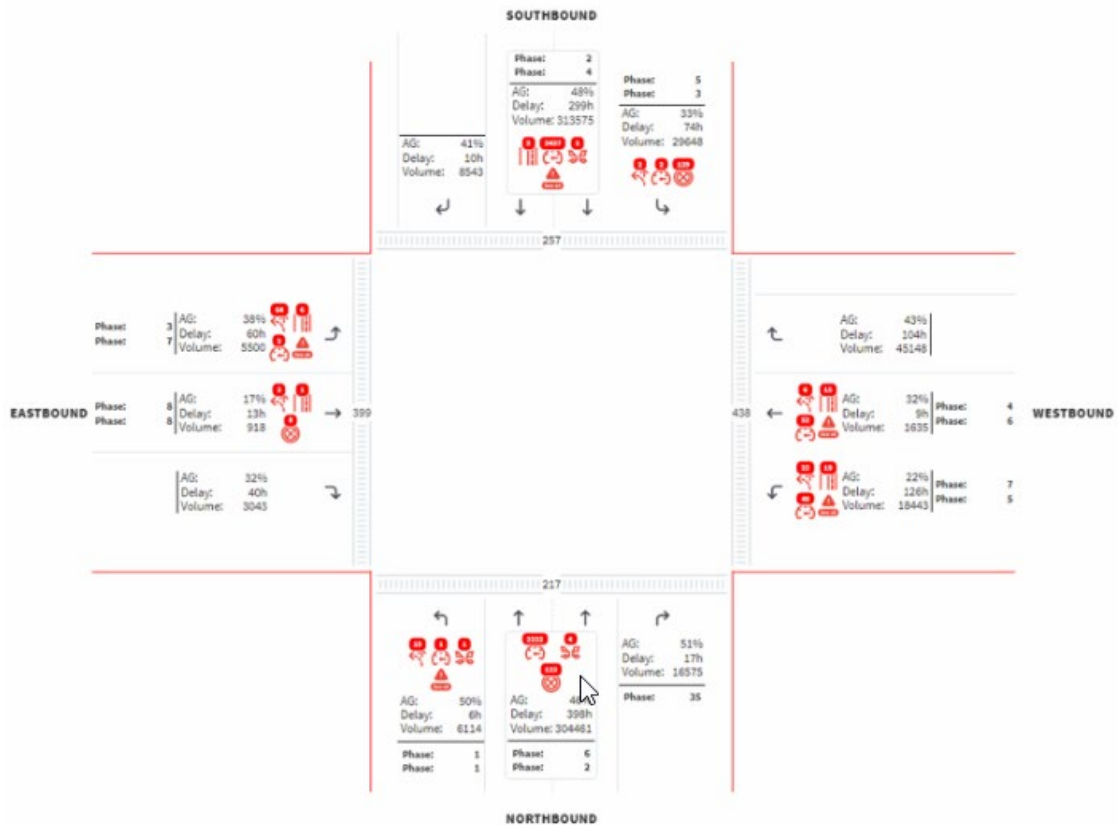 SOUTHBOUND
Phase: 2
Phase: 4
AG: 48%
Delay: 299h
Volume: 313575
Phase: 5
Phase: 3
AG: 33%
Delay: 74h
Volume: 29648
AG: 41%
Delay: 10h
Volume: 8543
257
Phase: 3
Phase: 7
AG: 38%
Delay: 60h
Volume: 5500
EASTBOUND
Phase: 8
Phase: 8
AG: 17%
Delay: 13h
Volume: 918
399
AG: 32%
Delay: 40h
Volume: 3043
AG: 43%
Delay: 104h
Volume: 45148
438
AG: 32%
Delay: 9h
Volume: 1635
Phase: 4
Phase: 6
WESTBOUND
AG: 22%
Delay: 126h
Volume: 18443
Phase: 7
Phase: 5
217
AG: 50%
Delay: 6h
Volume: 6114
Phase: 1
Phase: 1
AG:
Delay: 398h
Volume: 304461
Phase: 6
Phase: 2
AG: 51%
Delay: 17h
Volume: 16575
Phase: 35
NORTHBOUND